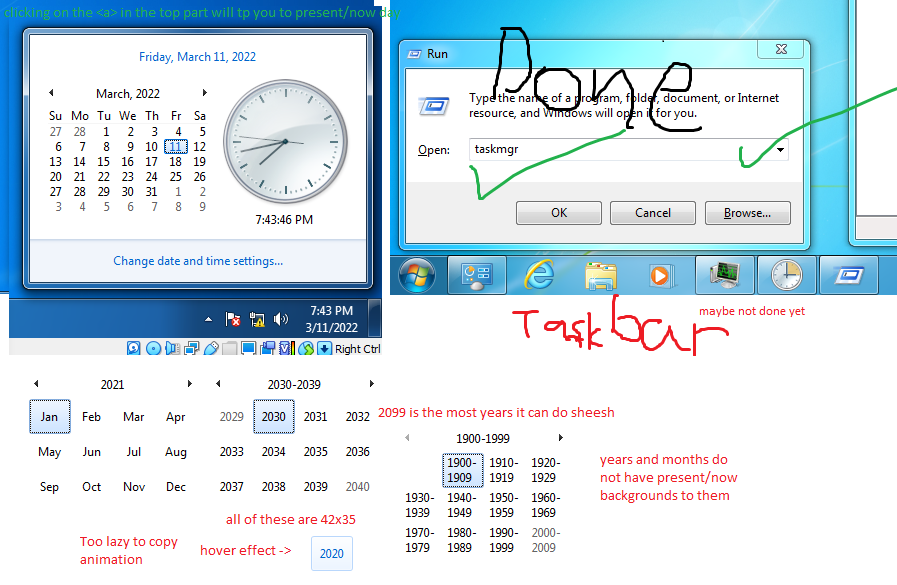 clicking on the <a> in the top part will tp you to present/now day
Friday, March 11, 2022
March, 2022
Su Mo Tu We Th Fr Sa
27 28 1 2 3 4 5
6 7 8 9 10 11 12
13 14 15 16 17 18 19
20 21 22 23 24 25 26
27 28 29 30 31 1 2
3 4 5 6 7 8 9
7:43:46 PM
Change date and time settings...
7:43 PM
3/11/2022
Right Ctrl
Run
Done
Type the name of a program, folder, document, or Internet
resource, and Windows will open it for you.
Open: taskmgr
OK Cancel Browse...
Taskbar
maybe not done yet
2021
Jan Feb Mar Apr
May Jun Jul Aug
Sep Oct Nov Dec
2030-2039
2029 2030 2031 2032
2033 2034 2035 2036
2037 2038 2039 2040
2099 is the most years it can do sheesh
1900-1999
1900- 1910- 1920-
1909 1919 1929
1930- 1940- 1950- 1960-
1939 1949 1959 1969
1970- 1980- 1990- 2000-
1979 1989 1999 2009
years and months do
not have present/now
backgrounds to them
all of these are 42x35
Too lazy to copy
animation
hover effect ->
2020